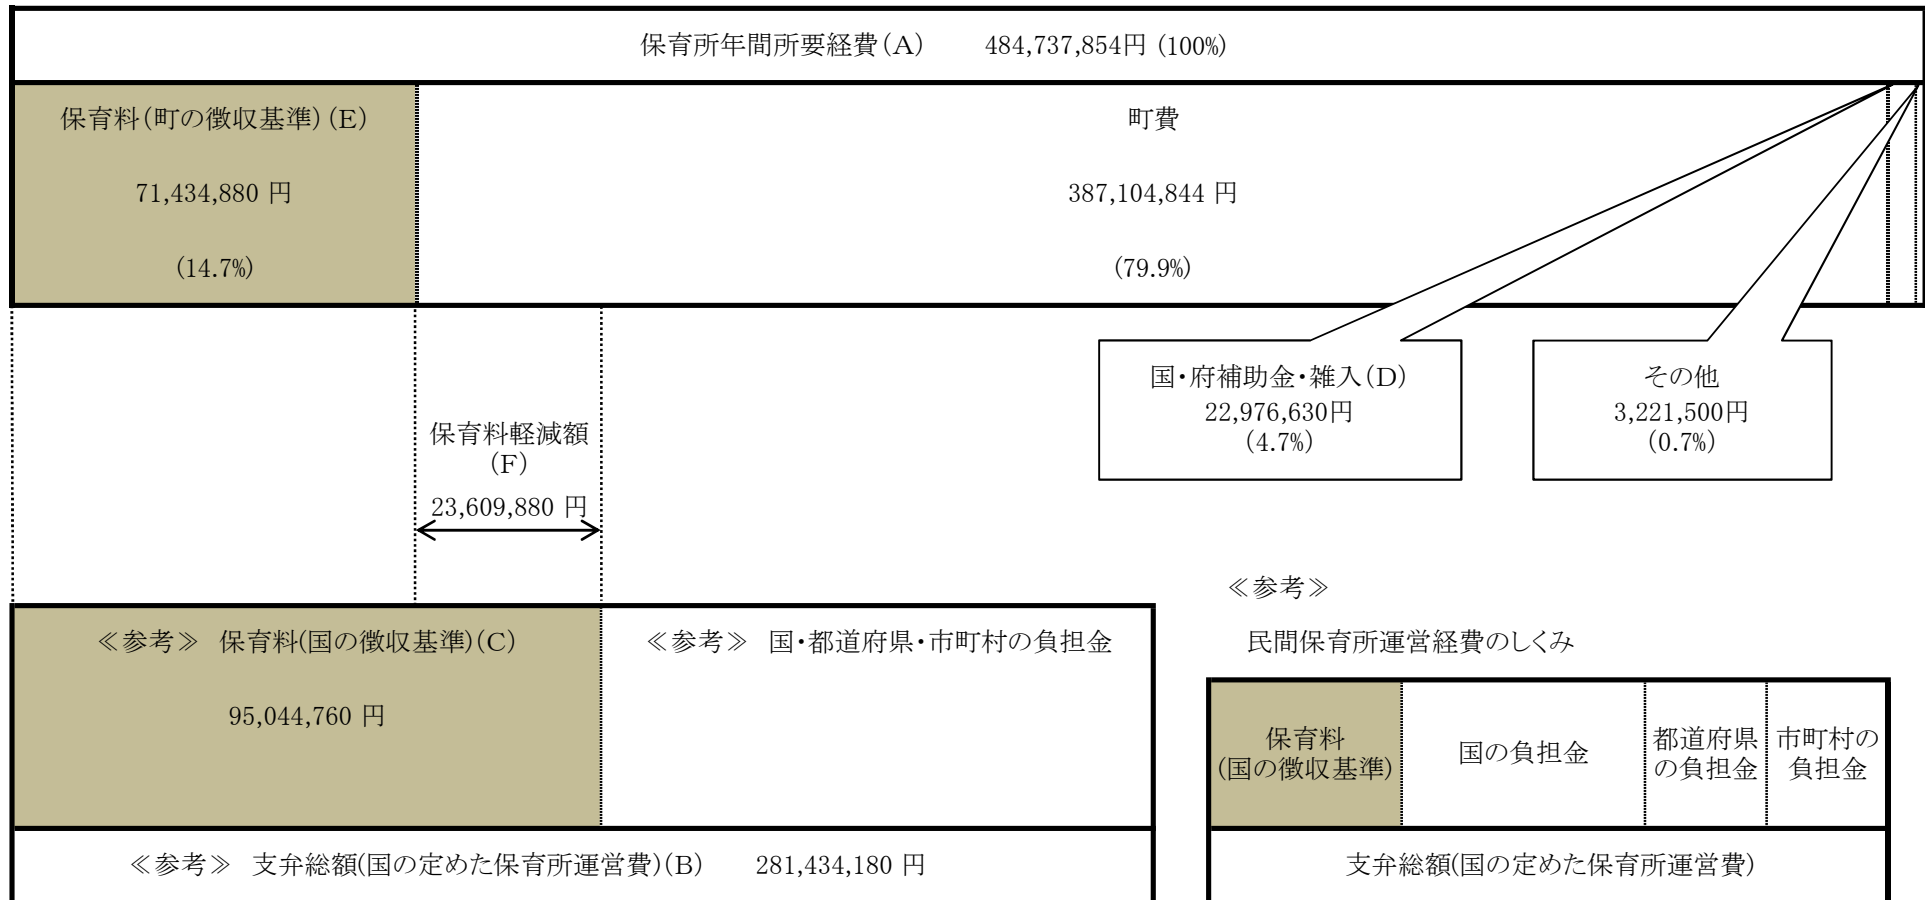 保育所年間所要経費(A) 484,737,854円 (100%)
保育料(町の徴収基準)(E)
71,434,880 円
(14.7%)
町費
387,104,844 円
(79.9%)
国・府補助金・雑入(D)
22,976,630円
(4.7%)
その他
3,221,500円
(0.7%)
保育料軽減額
(F)
23,609,880 円
≪参考≫ 保育料(国の徴収基準)(C)
95,044,760 円
≪参考≫ 国・都道府県・市町村の負担金
≪参考≫ 支弁総額(国の定めた保育所運営費)(B) 281,434,180 円
≪参考≫
民間保育所運営経費のしくみ
保育料
(国の徴収基準)
国の負担金
都道府県
の負担金
市町村の
負担金
支弁総額(国の定めた保育所運営費)